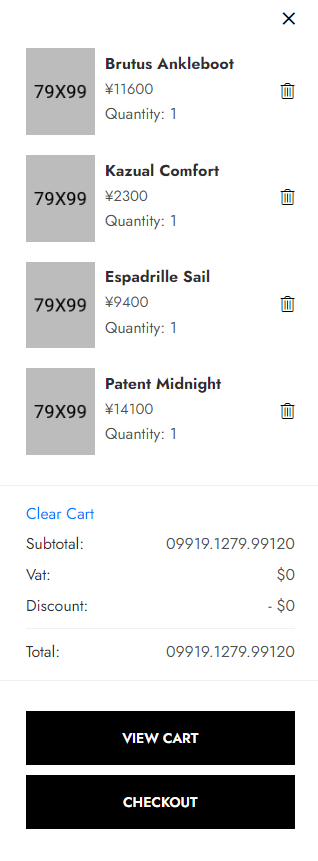 79X99
Brutus Ankleboot
¥11600
Quantity: 1
79X99
Kazual Comfort
¥2300
Quantity: 1
79X99
Espadrille Sail
¥9400
Quantity: 1
79X99
Patent Midnight
¥14100
Quantity: 1
Clear Cart
Subtotal: 09919.1279.99120
Vat: $0
Discount: - $0
Total: 09919.1279.99120
VIEW CART
CHECKOUT